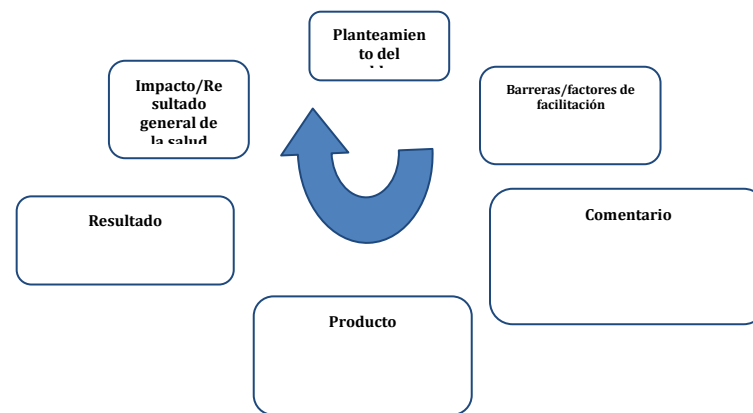 Planteamien
to del
Impacto/Re
sultado
general de
la salud
Barreras/factores de
facilitación
Resultado
Comentario
Producto